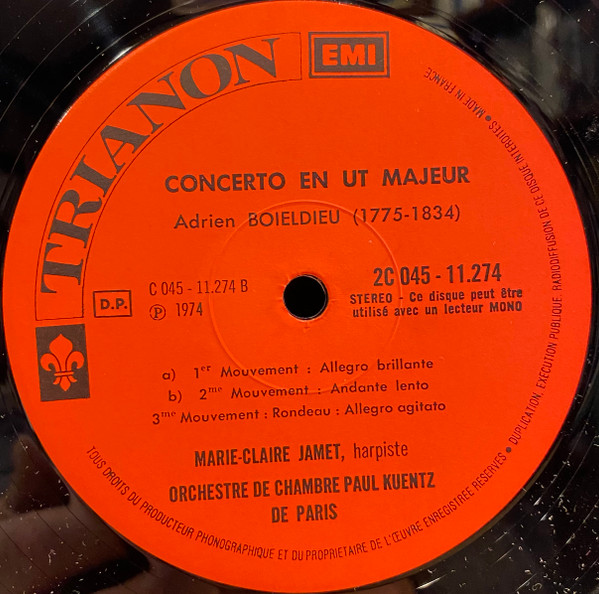 TRIANON
EMI
CONCERTO EN UT MAJEUR
Adrien BOIELDIEU (1775-1834)
D.P.
C 045 - 11.274 B
Ⓟ 1974
2C 045 - 11.274
STEREO - Ce disque peut être
utilisé avec un lecteur MONO
a) 1er Mouvement : Allegro brillante
b) 2me Mouvement : Andante lento
3me Mouvement : Rondeau : Allegro agitato
MARIE-CLAIRE JAMET, harpiste
ORCHESTRE DE CHAMBRE PAUL KUENTZ
DE PARIS
TOUS DROITS DU PRODUCTEUR PHONOGRAPHIQUE ET DU PROPRIETAIRE DE L'ŒUVRE ENREGISTREE RESERVES • DUPLICATION, EXECUTION PUBLIQUE, RADIODIFFUSION DE CE DISQUE INTERDITES • MADE IN FRANCE